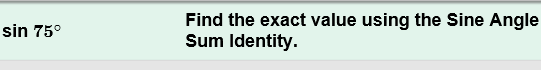 sin 75°
Find the exact value using the Sine Angle
Sum Identity.